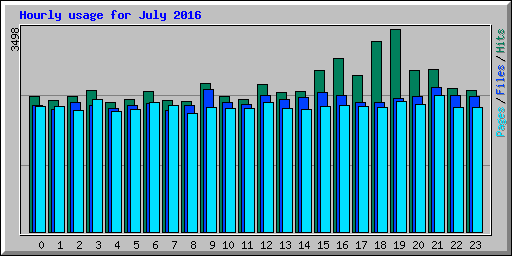 Hourly usage for July 2016
3498
Pages/Files/Hits
0 1 2 3 4 5 6 7 8 9 10 11 12 13 14 15 16 17 18 19 20 21 22 23